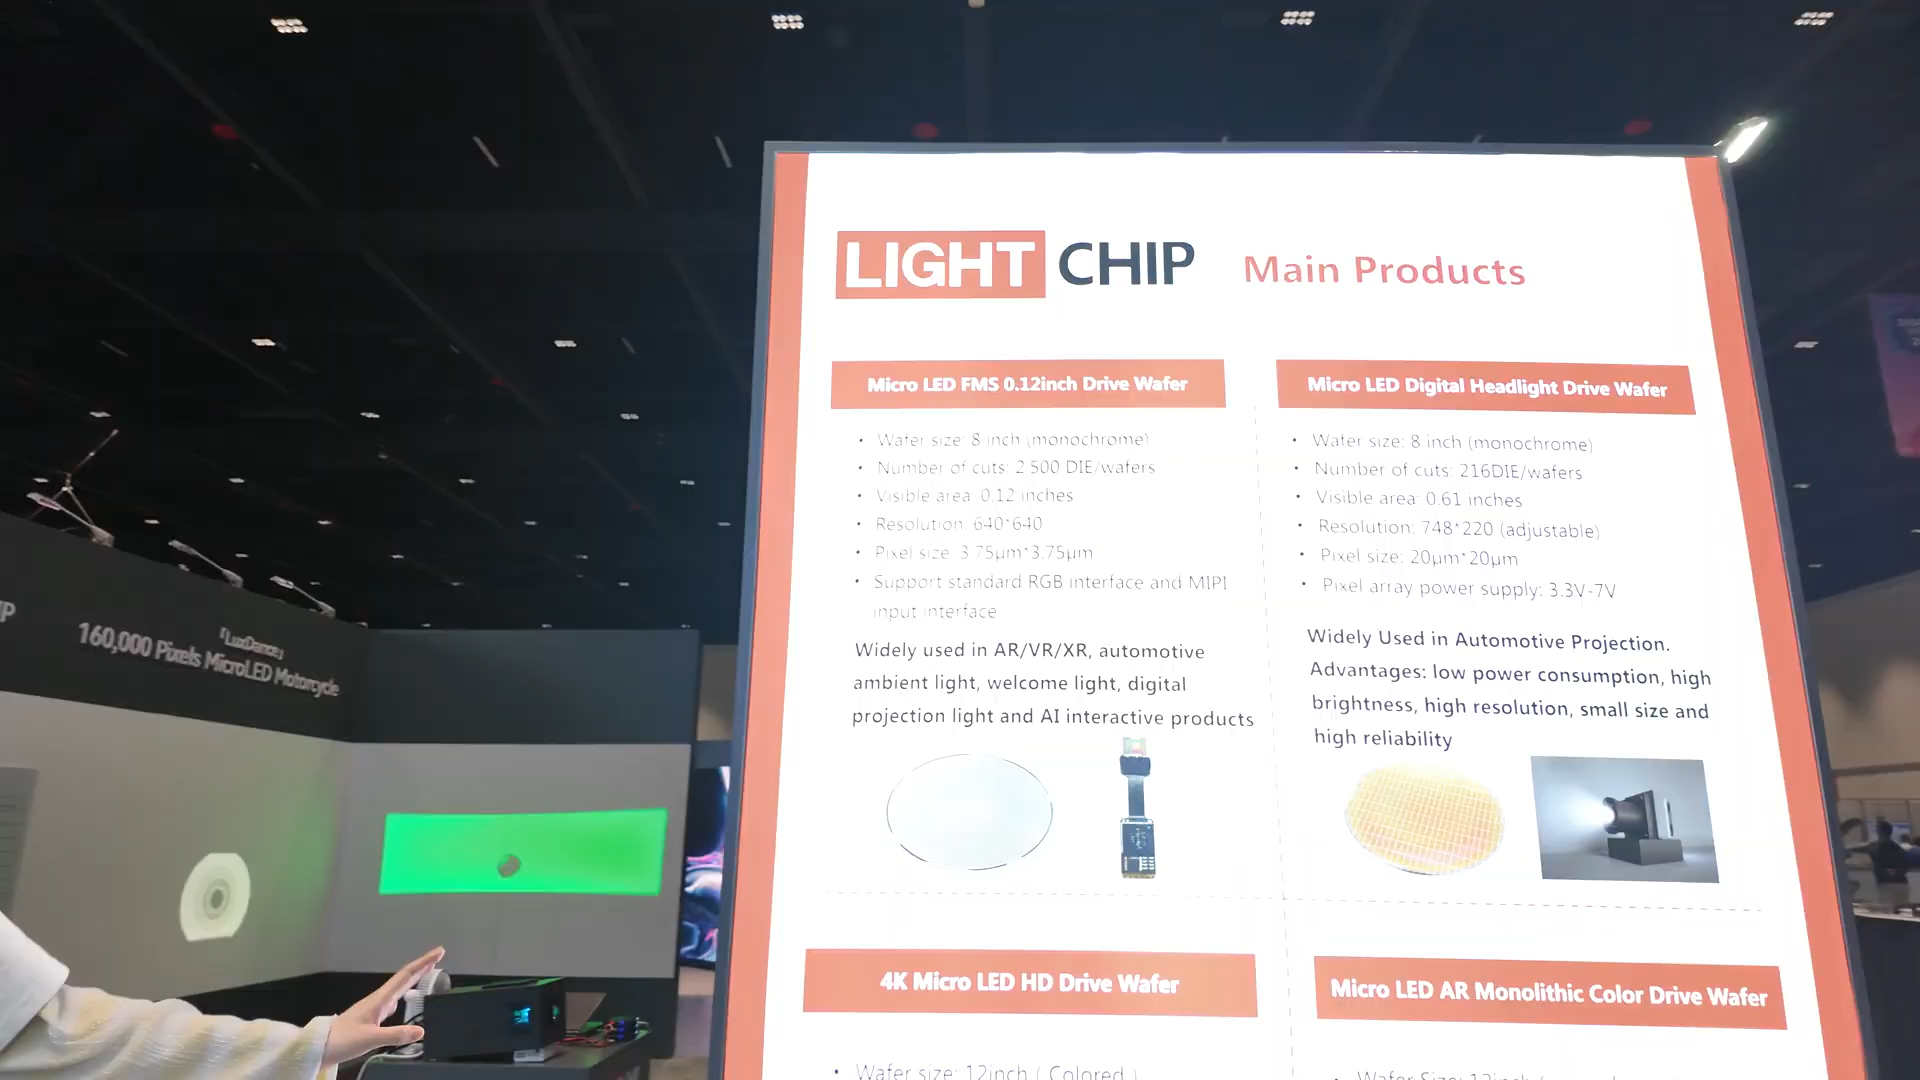 LIGHT CHIP Main Products
Micro LED FMS 0.12inch Drive Wafer
• Wafer size: 8 inch (monochrome)
• Number of cuts: 2 500 DIE/wafers
• Visible area: 0.12 inches
• Resolution: 640*640
• Pixel size: 3.75μm*3.75μm
• Support standard RGB interface and MIPI
input interface
Widely used in AR/VR/XR, automotive
ambient light, welcome light, digital
projection light and AI interactive products
Micro LED Digital Headlight Drive Wafer
• Wafer size: 8 inch (monochrome)
• Number of cuts: 216DIE/wafers
• Visible area: 0.61 inches
• Resolution: 748*220 (adjustable)
• Pixel size: 20μm*20μm
• Pixel array power supply: 3.3V-7V
Widely Used in Automotive Projection.
Advantages: low power consumption, high
brightness, high resolution, small size and
high reliability
4K Micro LED HD Drive Wafer
• Wafer size: 12inch ( Colored )
Micro LED AR Monolithic Color Drive Wafer
「LuxDance」
160,000 Pixels MicroLED Motorcycle